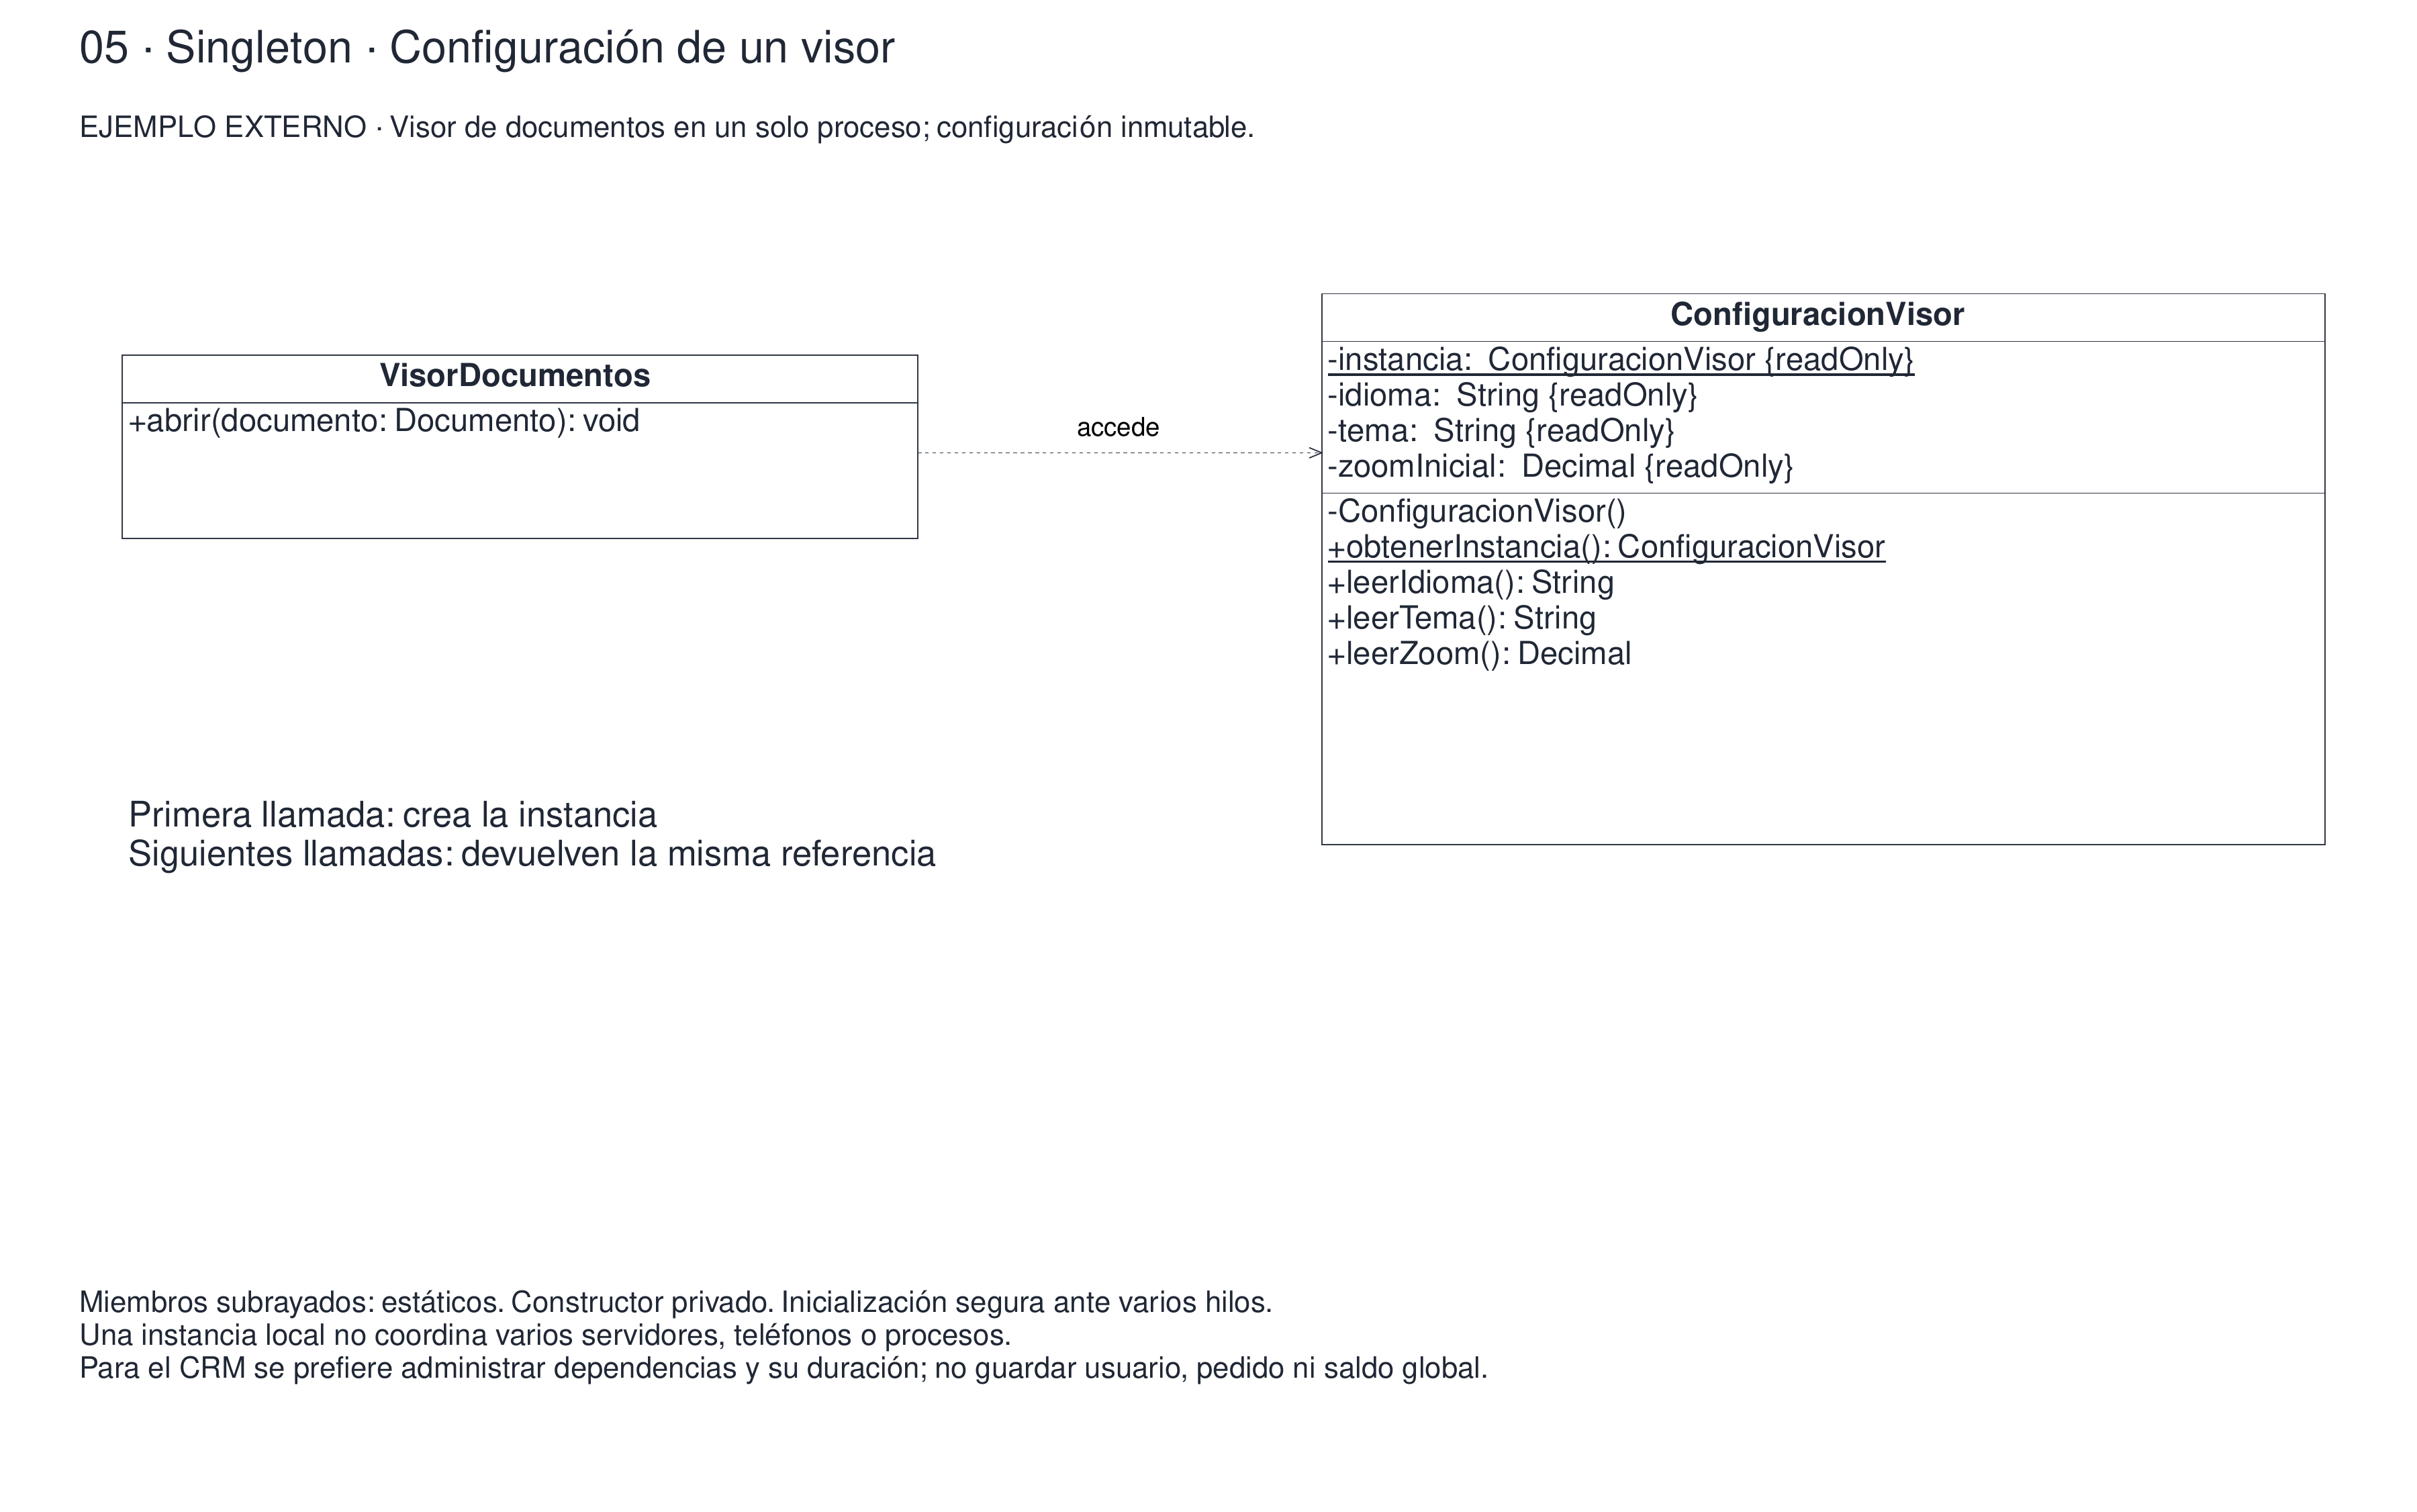 05 · Singleton · Configuración de un visor
EJEMPLO EXTERNO · Visor de documentos en un solo proceso; configuración inmutable.
VisorDocumentos
+abrir(documento: Documento): void
accede
ConfiguracionVisor
-instancia: ConfiguracionVisor {readOnly}
-idioma: String {readOnly}
-tema: String {readOnly}
-zoomInicial: Decimal {readOnly}
-ConfiguracionVisor()
+obtenerInstancia(): ConfiguracionVisor
+leerIdioma(): String
+leerTema(): String
+leerZoom(): Decimal
Primera llamada: crea la instancia
Siguientes llamadas: devuelven la misma referencia
Miembros subrayados: estáticos. Constructor privado. Inicialización segura ante varios hilos.
Una instancia local no coordina varios servidores, teléfonos o procesos.
Para el CRM se prefiere administrar dependencias y su duración; no guardar usuario, pedido ni saldo global.